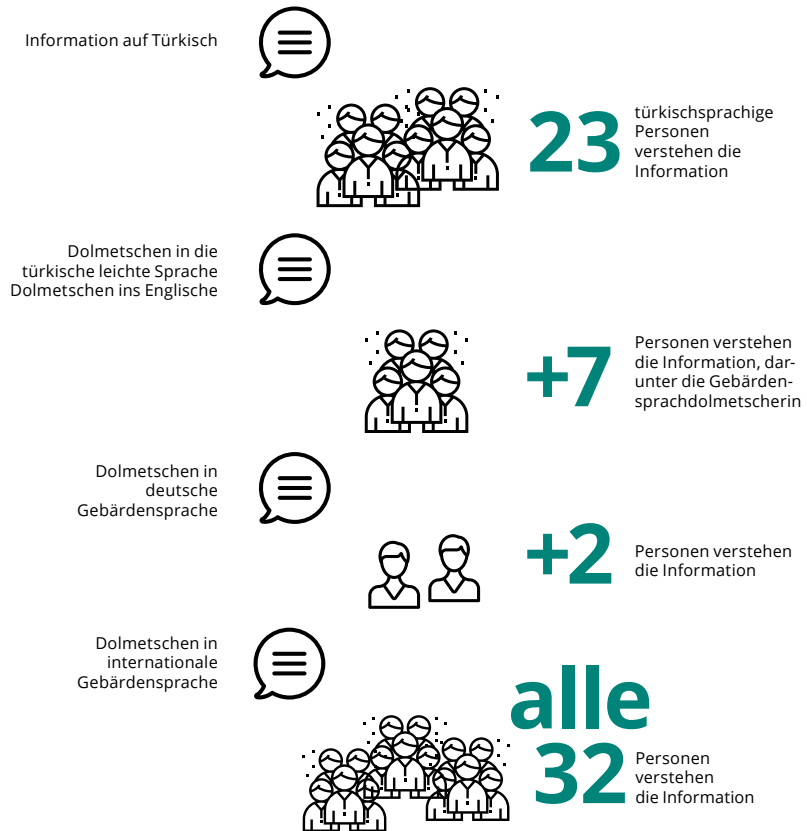 Information auf Türkisch
23
türkischsprachige
Personen
verstehen die
Information
Dolmetschen in die
türkische leichte Sprache
Dolmetschen ins Englische
+7
Personen verstehen
die Information, dar-
unter die Gebärden-
sprachdolmetscherin
Dolmetschen in
deutsche
Gebärdensprache
+2
Personen verstehen
die Information
Dolmetschen in
internationale
Gebärdensprache
alle
32
Personen
verstehen
die Information